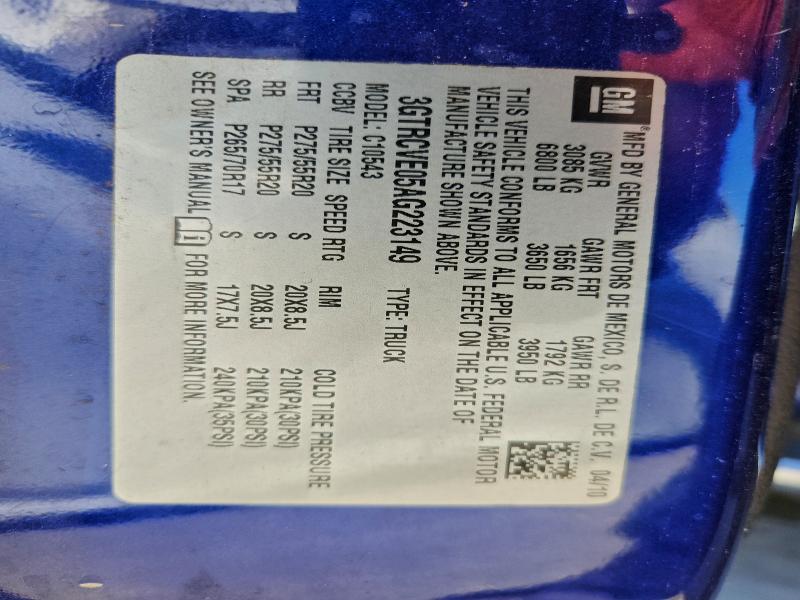 GM ® MFD BY GENERAL MOTORS DE MEXICO, S. DE R.L. DE C.V. 04/10
GVWR GAWR FRT GAWR RR
3085 KG 1656 KG 1792 KG
6800 LB 3650 LB 3950 LB
THIS VEHICLE CONFORMS TO ALL APPLICABLE U.S. FEDERAL MOTOR
VEHICLE SAFETY STANDARDS IN EFFECT ON THE DATE OF
MANUFACTURE SHOWN ABOVE.
3GTRCVE05AG223149 TYPE: TRUCK
MODEL: C10543
COBV TIRE SIZE SPEED RTG RIM COLD TIRE PRESSURE
FRT P275/55R20 S 20X8.5J 210KPA(30PSI)
RR P275/55R20 S 20X8.5J 210KPA(30PSI)
SPA P265/70R17 S 17X7.5J 240KPA(35PSI)
SEE OWNER'S MANUAL FOR MORE INFORMATION.